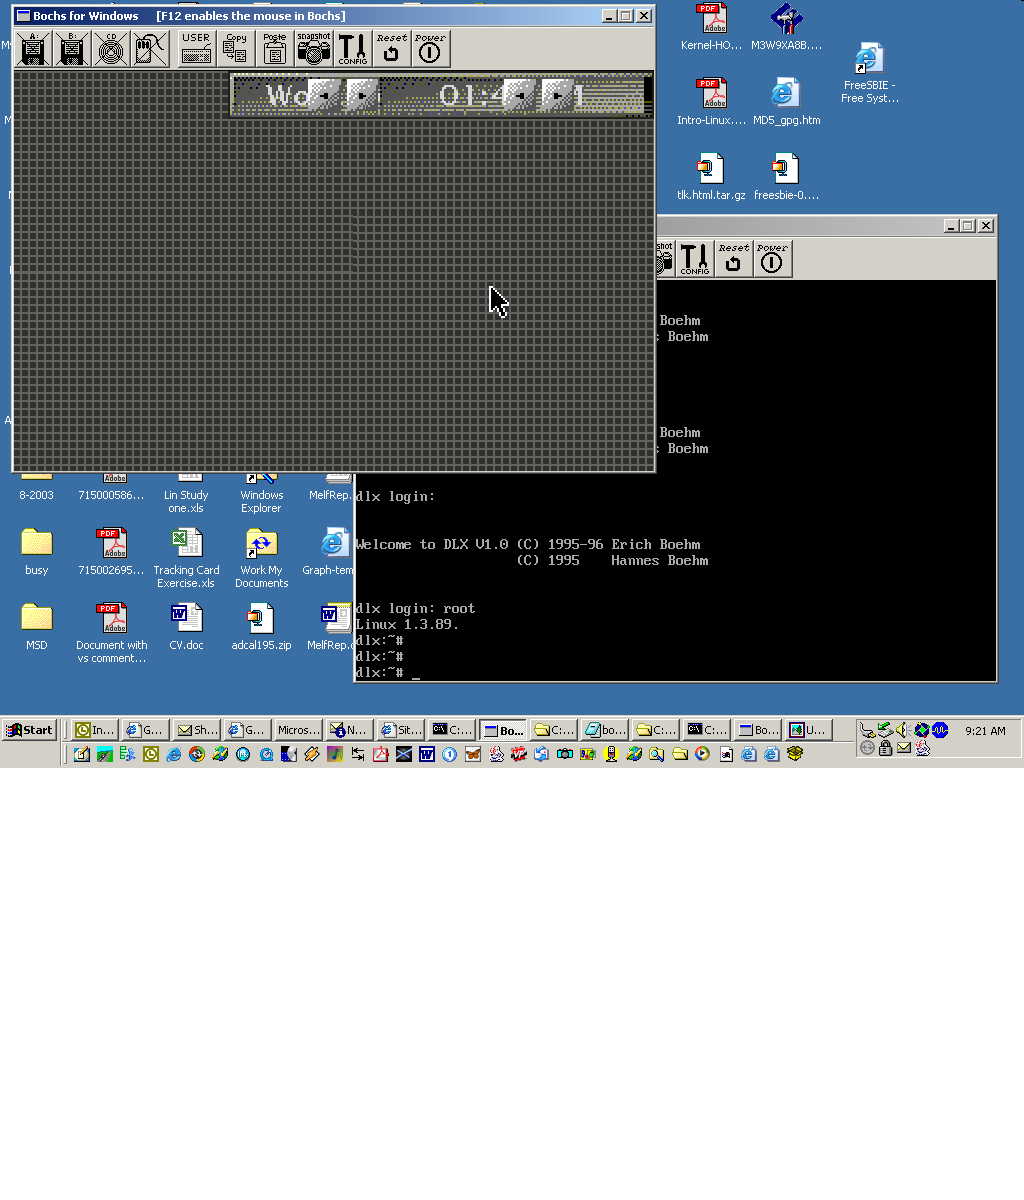 Bochs for Windows [F12 enables the mouse in Bochs]
A: B: CD USER Copy Paste snapshot CONFIG Reset Power
Wo 01:4
Kernel-HO... M3W9XA8B....
FreeSBIE -
Free Syst...
Intro-Linux.... MD5_gpg.htm
tlk.html.tar.gz freesbie-0....
shot CONFIG Reset Power
Boehm
Boehm
Boehm
Boehm
dlx login:
Welcome to DLX V1.0 (C) 1995-96 Erich Boehm
(C) 1995 Hannes Boehm
dlx login: root
Linux 1.3.89.
dlx:~#
dlx:~#
dlx:~# _
8-2003 715000586... Lin Study
one.xls Windows
Explorer MelfRep.
busy 715002695... Tracking Card
Exercise.xls Work My
Documents Graph-tem
MSD Document with
vs comment... CV.doc adcal195.zip MelfRep.
Start In... G... Sh... G... Micros... N... Sit... C:... Bo... C:... bo... C:... C:... Bo... U... 9:21 AM